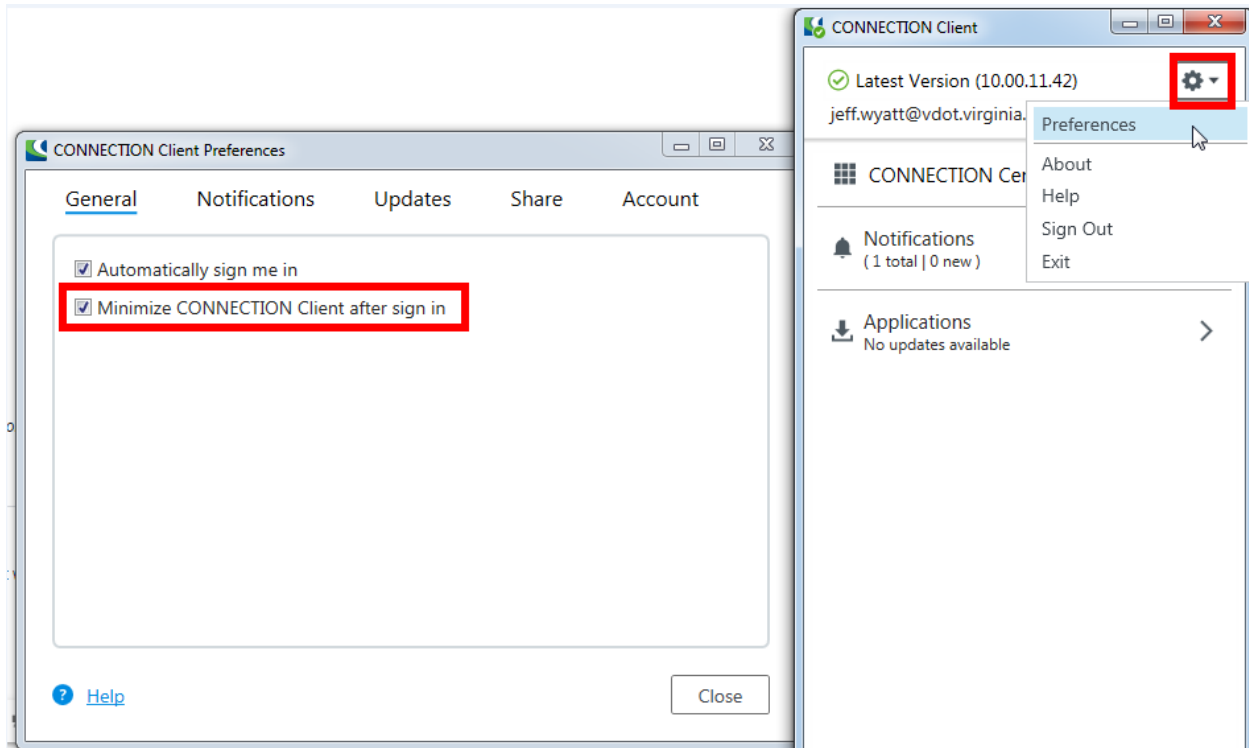 CONNECTION Client
Latest Version (10.00.11.42)
jeff.wyatt@vdot.virginia.
Preferences
About
Help
Sign Out
Exit
CONNECTION Cer
Notifications
( 1 total | 0 new )
Applications
No updates available
CONNECTION Client Preferences
General Notifications Updates Share Account
Automatically sign me in
Minimize CONNECTION Client after sign in
? Help
Close